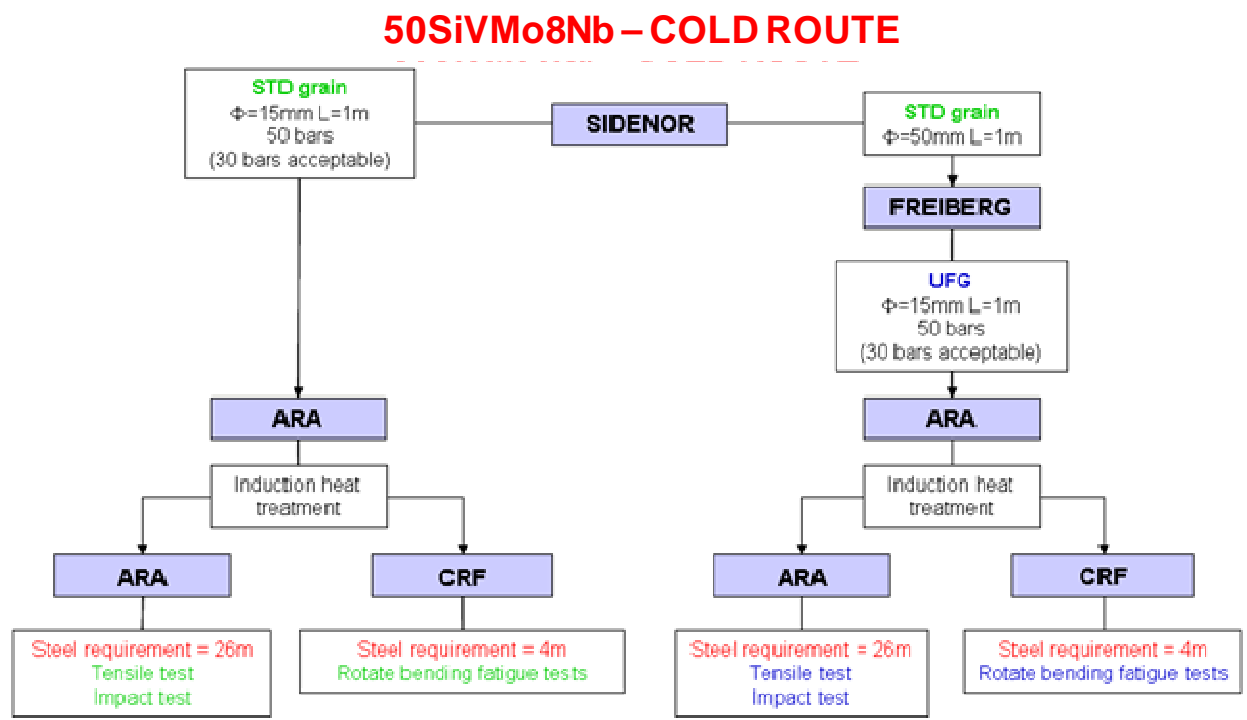 50SiVMo8Nb – COLD ROUTE
STD grain
Φ=15mm L=1m
50 bars
(30 bars acceptable)
SIDENOR
STD grain
Φ=50mm L=1m
FREIBERG
UFG
Φ=15mm L=1m
50 bars
(30 bars acceptable)
ARA
Induction heat
treatment
ARA
CRF
Steel requirement = 26m
Tensile test
Impact test
Steel requirement = 4m
Rotate bending fatigue tests
ARA
Induction heat
treatment
ARA
CRF
Steel requirement = 26m
Tensile test
Impact test
Steel requirement = 4m
Rotate bending fatigue tests